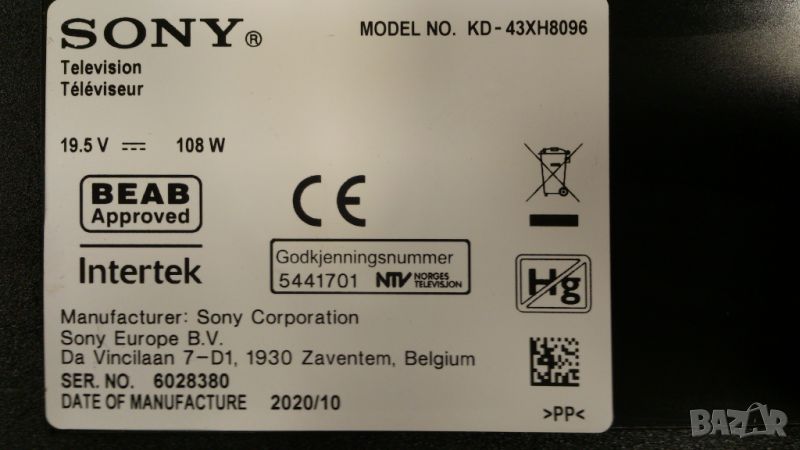 SONY®
MODEL NO. KD-43XH8096
Television
Téléviseur
19.5 V ⎓ 108 W
BEAB
Approved
CE
Intertek
Godkjenningsnummer
5441701 NTV NORGES TELEVISJON
Hg
Manufacturer: Sony Corporation
Sony Europe B.V.
Da Vincilaan 7-D1, 1930 Zaventem, Belgium
SER. NO. 6028380
DATE OF MANUFACTURE 2020/10
>PP<
BAZAR